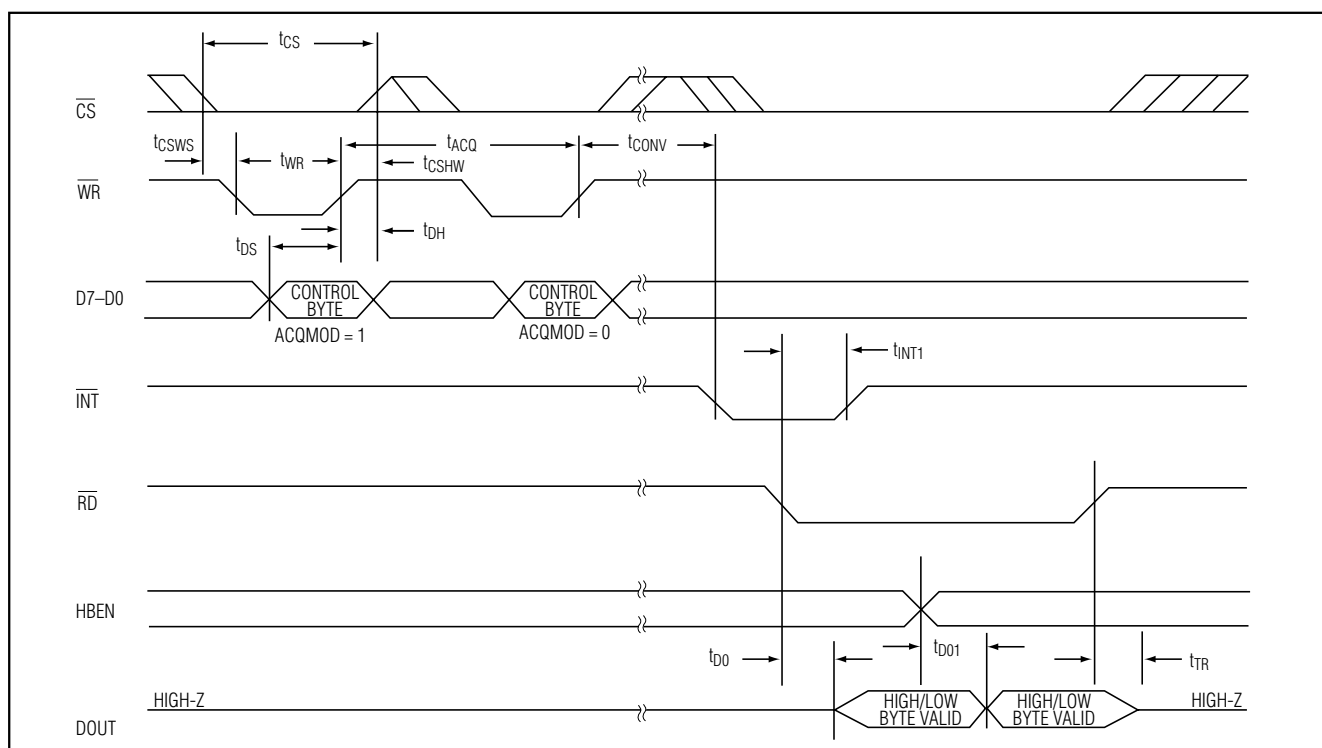 tCS
CS
tCSWS
tWR
tACQ
tCSHW
tCONV
WR
tDS
tDH
D7–D0
CONTROL
BYTE
ACQMOD = 1
CONTROL
BYTE
ACQMOD = 0
tINT1
INT
RD
HBEN
tD0
tD01
tTR
HIGH-Z
HIGH/LOW
BYTE VALID
HIGH/LOW
BYTE VALID
HIGH-Z
DOUT